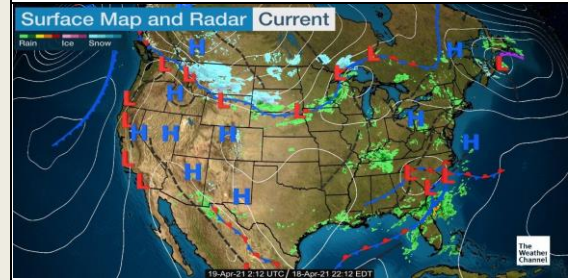 Surface Map and Radar Current
Rain Ice Snow
H
H
L
L
L
L
L
H
L
H
L
L
L
H
H
H
H
H
L
H
L
H
L
L
L
L
The
Weather
Channel
19-Apr-21 2:12 UTC / 18-Apr-21 22:12 EDT